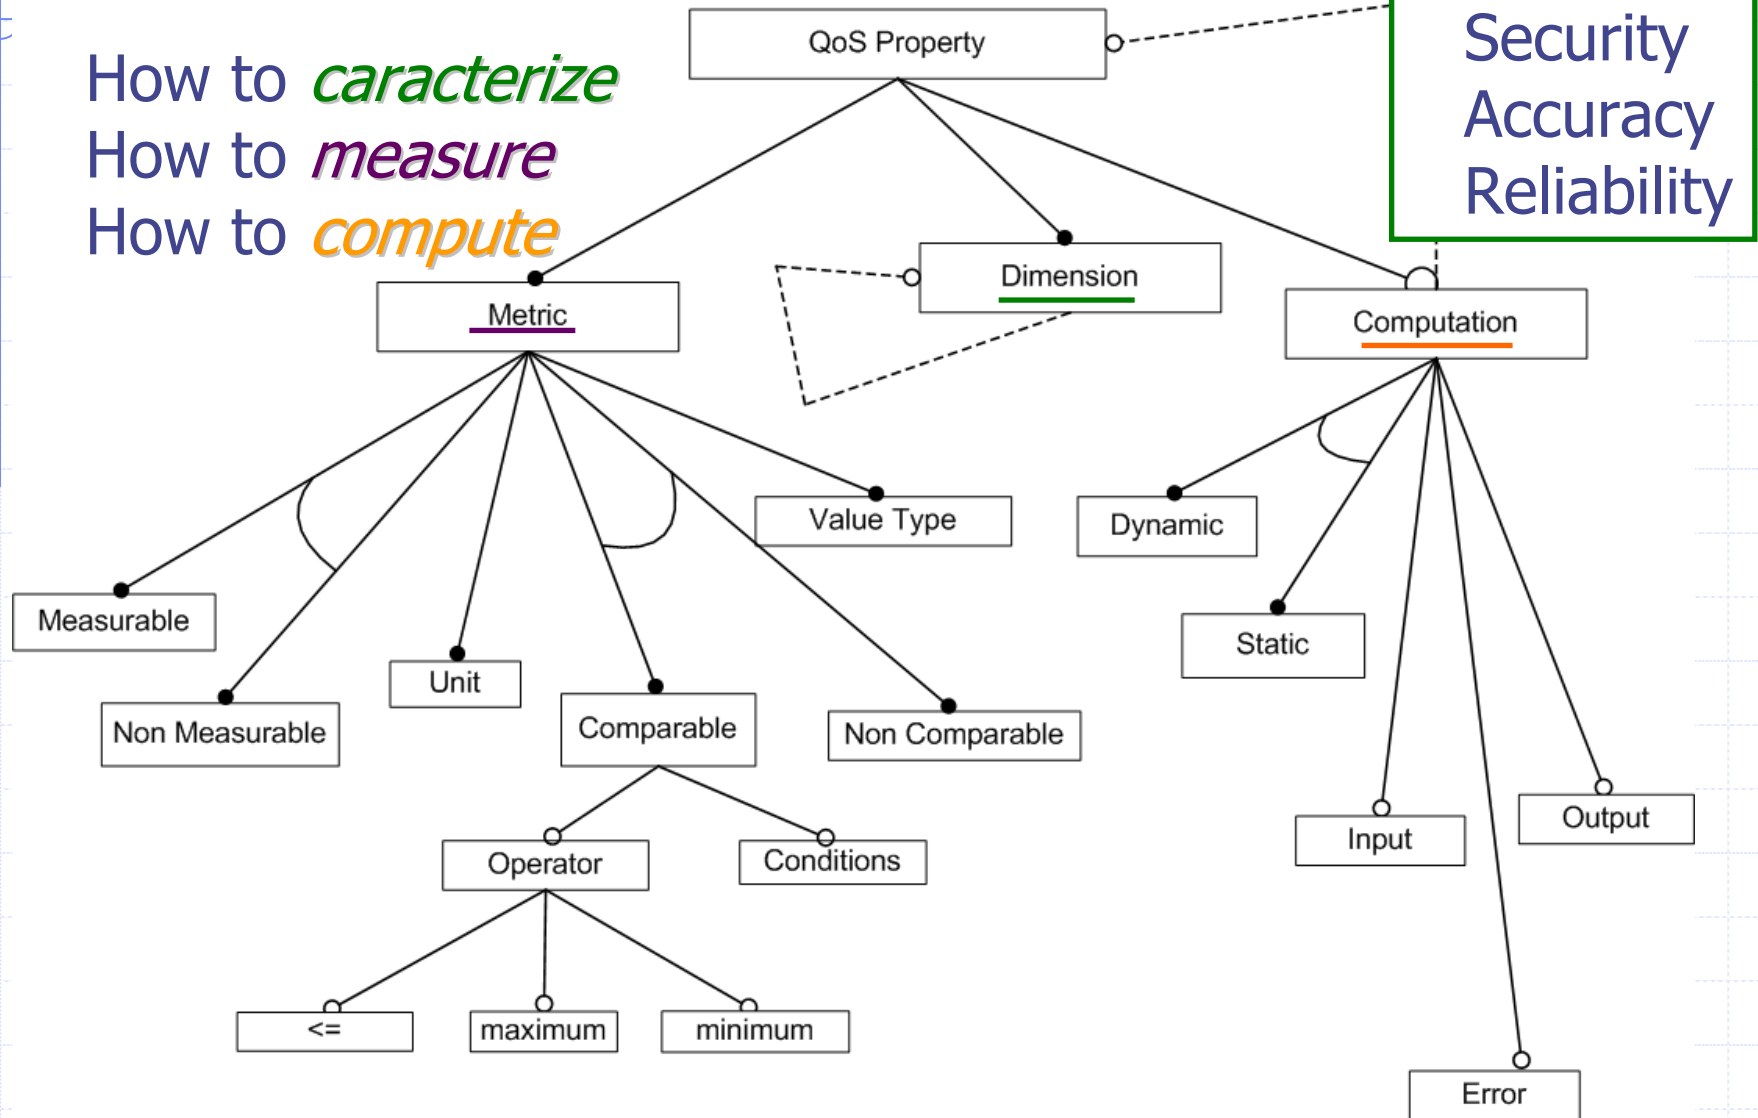 QoS Property
How to caracterize
How to measure
How to compute
Security
Accuracy
Reliability
Metric
Dimension
Computation
Measurable
Non Measurable
Unit
Comparable
Non Comparable
Value Type
Dynamic
Static
Input
Output
Error
Operator
Conditions
<=
maximum
minimum